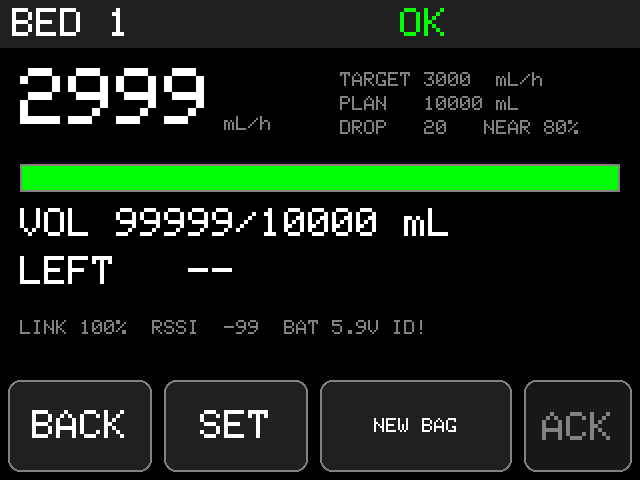 BED 1 OK
2999 mL/h
TARGET 3000 mL/h
PLAN 10000 mL
DROP 20 NEAR 80%
VOL 99999/10000 mL
LEFT --
LINK 100% RSSI -99 BAT 5.9V ID!
BACK SET NEW BAG ACK